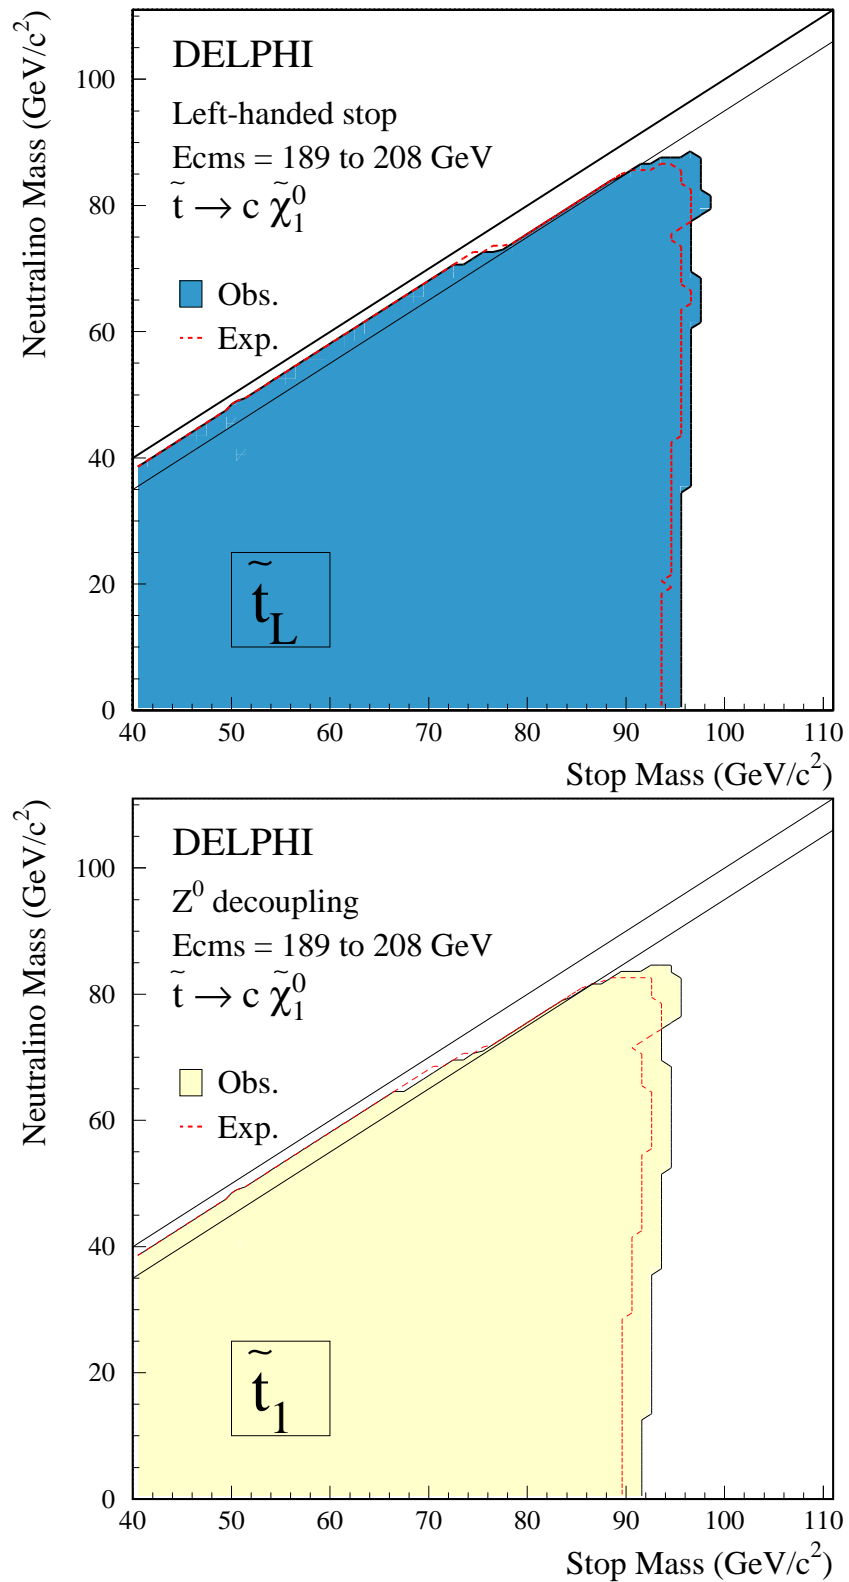 Neutralino Mass (GeV/c²)
DELPHI
Left-handed stop
Ecms = 189 to 208 GeV
t̃ → c χ̃₁⁰
Obs.
Exp.
t̃_L
100
80
60
40
20
0
40 50 60 70 80 90 100 110
Stop Mass (GeV/c²)
Neutralino Mass (GeV/c²)
DELPHI
Z⁰ decoupling
Ecms = 189 to 208 GeV
t̃ → c χ̃₁⁰
Obs.
Exp.
t̃₁
100
80
60
40
20
0
40 50 60 70 80 90 100 110
Stop Mass (GeV/c²)